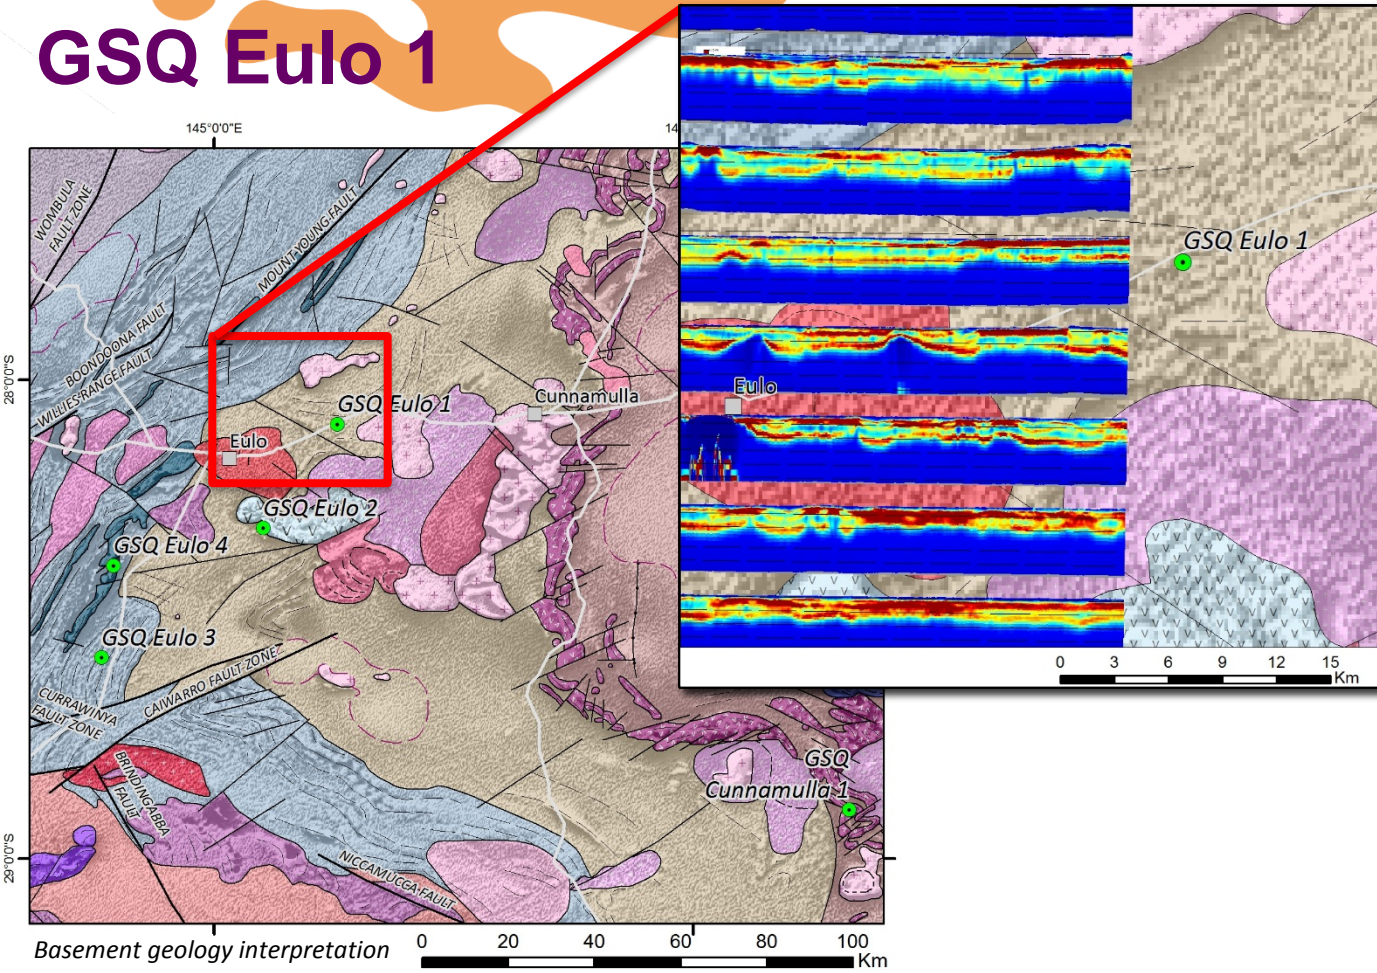 GSQ Eulo 1
145°0'0"E
14
28°0'0"S
29°0'0"S
WOMBULA
FAULT ZONE
MOUNT YOUNG FAULT
BOONDOONA FAULT
WILLIES RANGE FAULT
GSQ Eulo 1
Cunnamulla
Eulo
GSQ Eulo 2
GSQ Eulo 4
GSQ Eulo 3
CAIWARRO FAULT ZONE
CURRAWINYA
FAULT ZONE
BRINDINGABBA
FAULT
NICCAMUCCA FAULT
GSQ
Cunnamulla 1
GSQ Eulo 1
Eulo
0 3 6 9 12 15
Km
Basement geology interpretation
0 20 40 60 80 100
Km